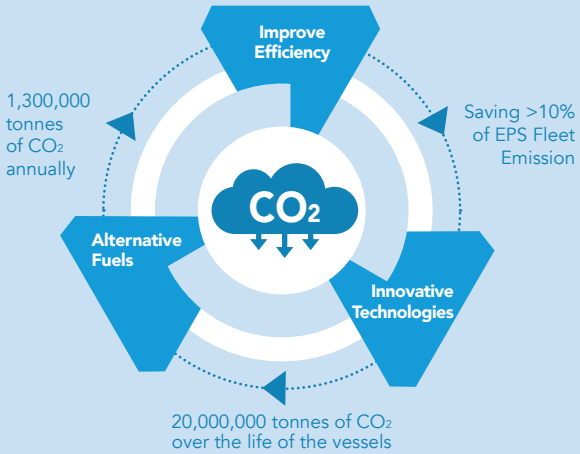 Improve
Efficiency
1,300,000
tonnes
of CO₂
annually
Saving >10%
of EPS Fleet
Emission
CO₂
Alternative
Fuels
Innovative
Technologies
20,000,000 tonnes of CO₂
over the life of the vessels